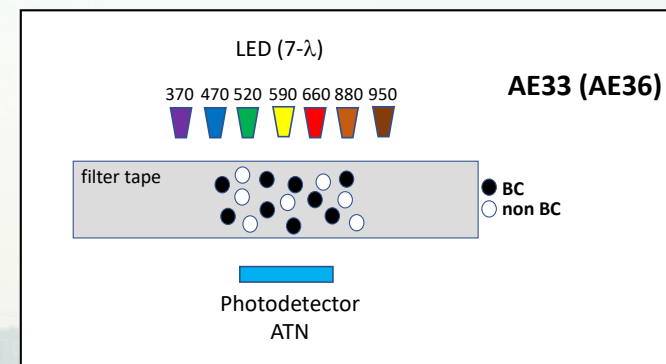 LED (7-λ)
370 470 520 590 660 880 950
AE33 (AE36)
filter tape
BC
non BC
Photodetector
ATN